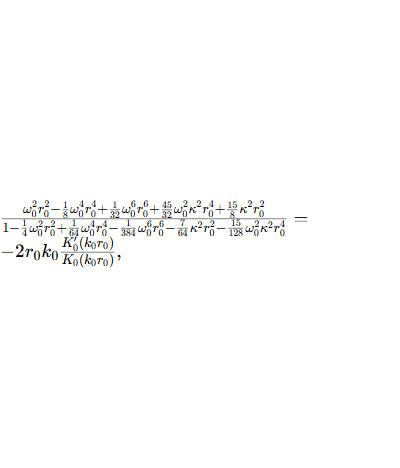 \frac{\omega_0^2 r_0^2 - \frac{1}{8}\omega_0^4 r_0^4 + \frac{1}{32}\omega_0^6 r_0^6 + \frac{45}{32}\omega_0^2 \kappa^2 r_0^4 + \frac{15}{8}\kappa^2 r_0^2}{1 - \frac{1}{4}\omega_0^2 r_0^2 + \frac{1}{64}\omega_0^4 r_0^4 - \frac{1}{384}\omega_0^6 r_0^6 - \frac{7}{64}\kappa^2 r_0^2 - \frac{15}{128}\omega_0^2 \kappa^2 r_0^4} =
-2r_0 k_0 \frac{K_0'(k_0 r_0)}{K_0(k_0 r_0)},